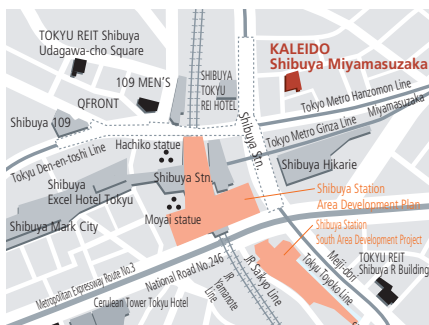 TOKYU REIT Shibuya
Udagawa-cho Square
KALEIDO
Shibuya Miyamasuzaka
109 MEN'S
SHIBUYA
TOKYU
REI HOTEL
QFRONT
Tokyo Metro Hanzomon Line
Miyamasuzaka
Shibuya 109
Shibuya Stn.
Tokyo Metro Ginza Line
Hachiko statue
Tokyu Den-en-toshi Line
Shibuya Hikarie
Shibuya Stn.
Shibuya
Excel Hotel Tokyu
Shibuya Station
Area Development Plan
Moyai statue
Shibuya Mark City
Shibuya Station
South Area Development Project
Meiji-dori
TOKYU REIT
Shibuya R Building
Tokyu Toyoko Line
JR Saikyo Line
JR Yamanote
Line
National Road No.246
Metropolitan Expressway Route No.3
Cerulean Tower Tokyu Hotel